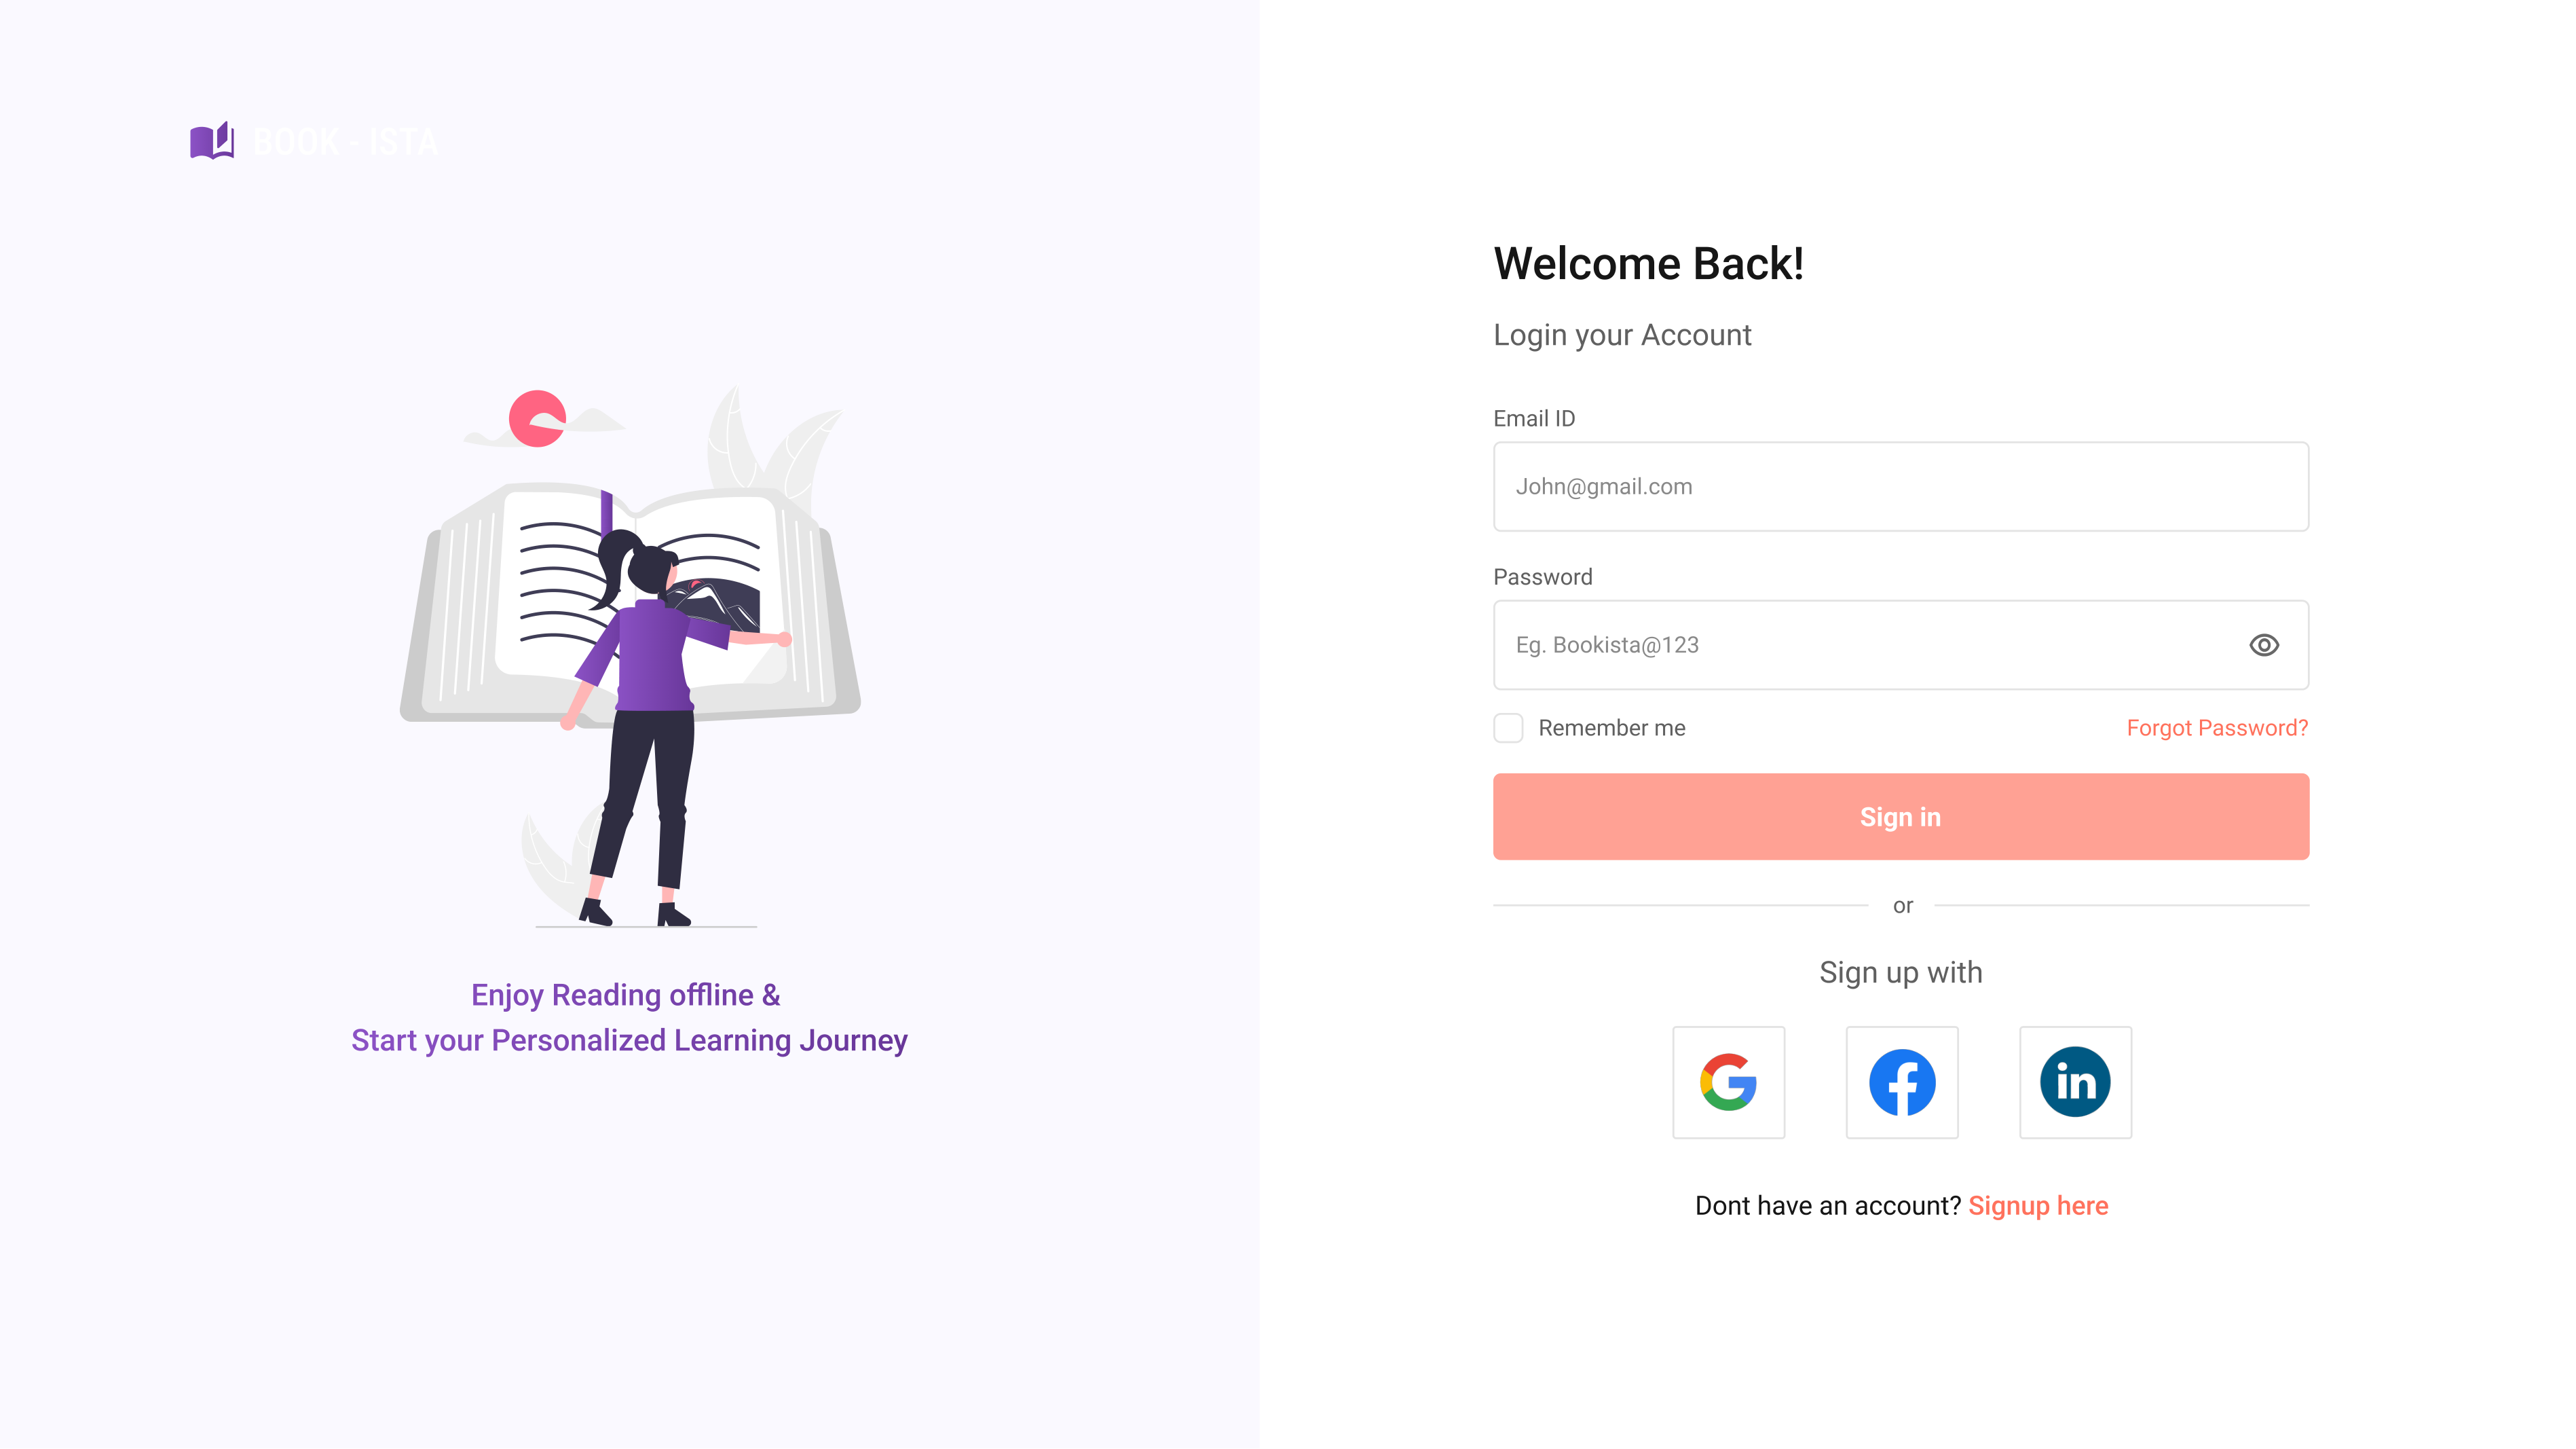 BOOK - ISTA
Enjoy Reading offline &
Start your Personalized Learning Journey
Welcome Back!
Login your Account
Email ID
John@gmail.com
Password
Eg. Bookista@123
Remember me
Forgot Password?
Sign in
or
Sign up with
in
Dont have an account? Signup here